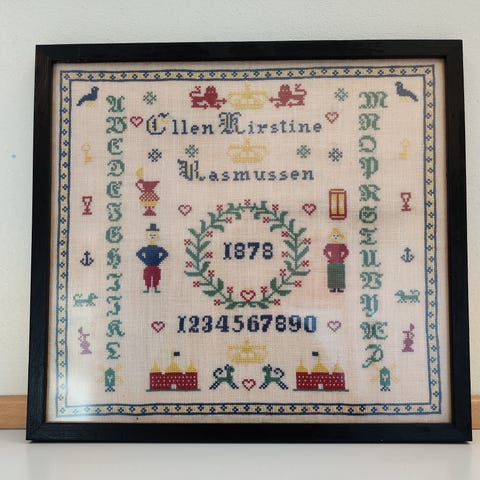 Ellen Kirstine
Rasmussen
1878
1234567890
A
B
C
D
E
F
G
H
I
J
K
L
M
N
O
P
R
S
T
U
V
Y
Æ
Ø